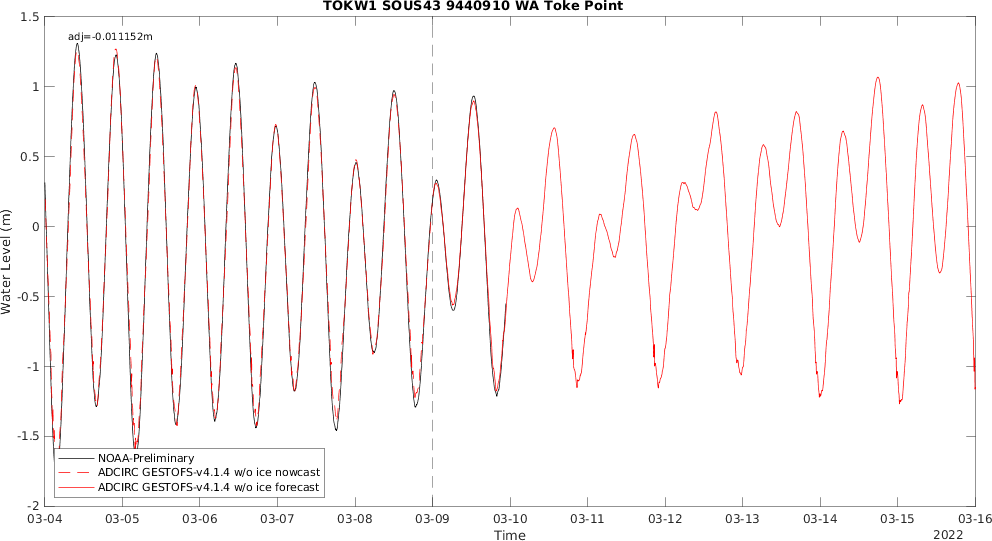 TOKW1 SOUS43 9440910 WA Toke Point
adj=-0.011152m
1.5
1
0.5
0
-0.5
-1
-1.5
-2
Water Level (m)
NOAA-Preliminary
ADCIRC GESTOFS-v4.1.4 w/o ice nowcast
ADCIRC GESTOFS-v4.1.4 w/o ice forecast
03-04 03-05 03-06 03-07 03-08 03-09 03-10 03-11 03-12 03-13 03-14 03-15 03-16
Time
2022